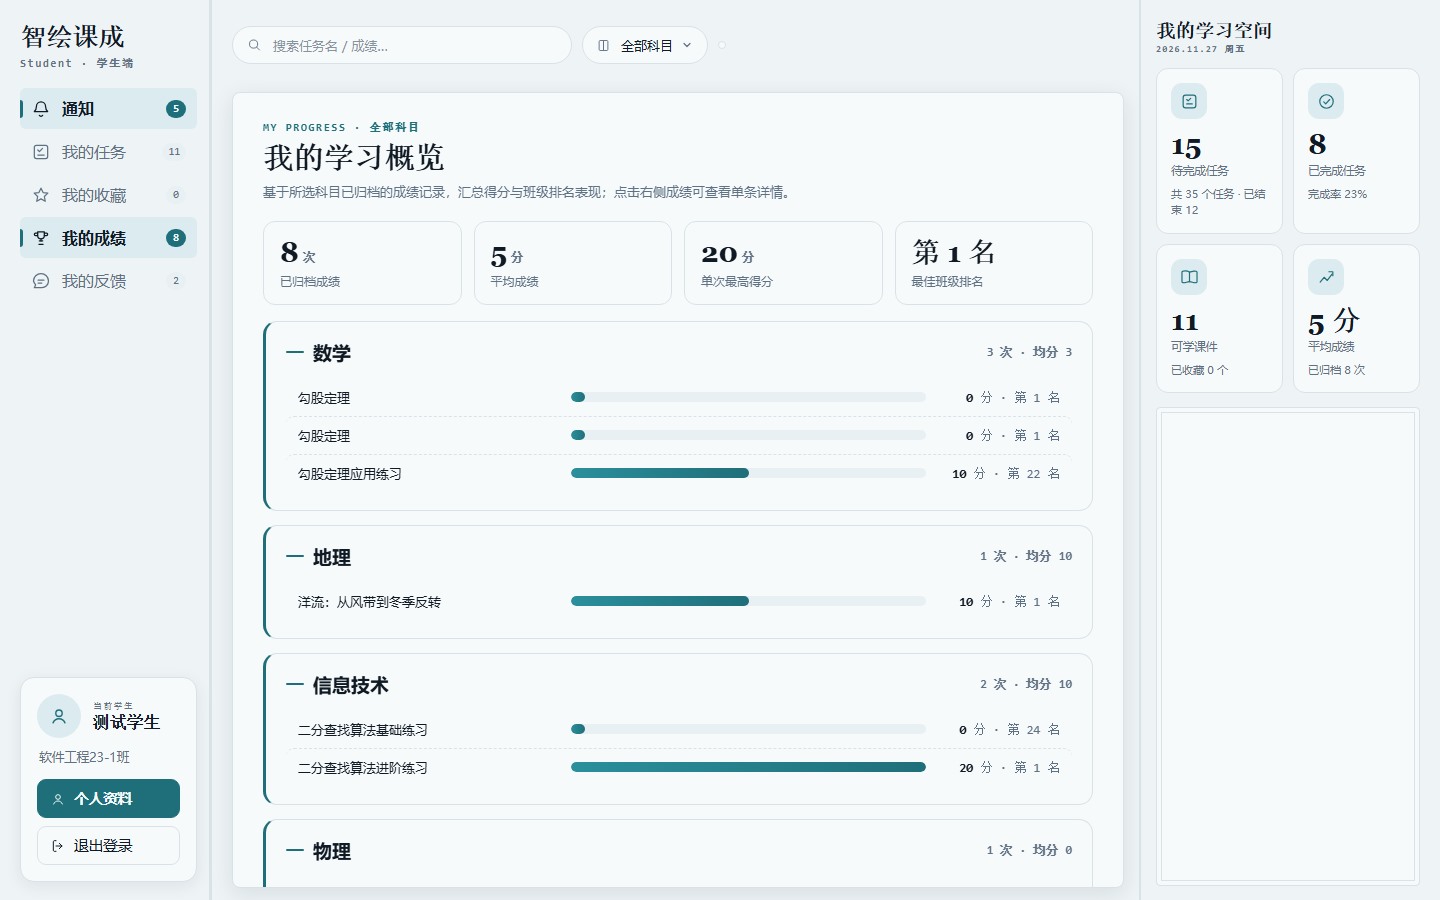 智绘课成
Student · 学生端
通知 5
我的任务 11
我的收藏 0
我的成绩 8
我的反馈 2
当前学生
测试学生
软件工程23-1班
个人资料
退出登录
搜索任务名 / 成绩...
全部科目
MY PROGRESS · 全部科目
我的学习概览
基于所选科目已归档的成绩记录，汇总得分与班级排名表现；点击右侧成绩可查看单条详情。
8 次
已归档成绩
5 分
平均成绩
20 分
单次最高得分
第 1 名
最佳班级排名
数学 3 次 · 均分 3
勾股定理 0 分 · 第 1 名
勾股定理 0 分 · 第 1 名
勾股定理应用练习 10 分 · 第 22 名
地理 1 次 · 均分 10
洋流：从风带到冬季反转 10 分 · 第 1 名
信息技术 2 次 · 均分 10
二分查找算法基础练习 0 分 · 第 24 名
二分查找算法进阶练习 20 分 · 第 1 名
物理 1 次 · 均分 0
我的学习空间
2026.11.27 周五
15
待完成任务
共 35 个任务 · 已结
束 12
8
已完成任务
完成率 23%
11
可学课件
已收藏 0 个
5 分
平均成绩
已归档 8 次